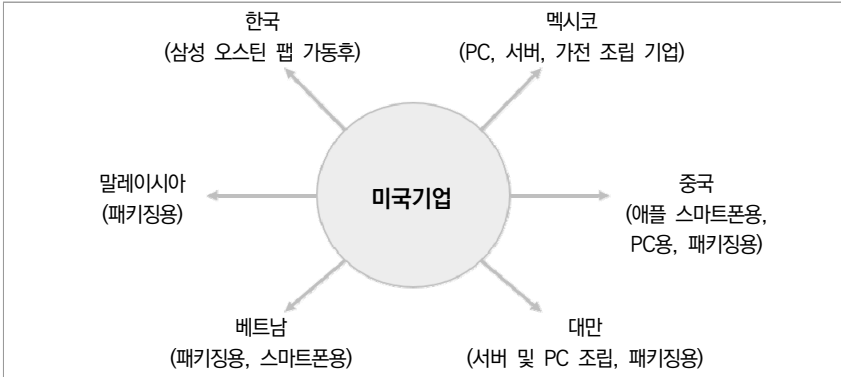 한국
(삼성 오스틴 팹 가동후)
멕시코
(PC, 서버, 가전 조립 기업)
말레이시아
(패키징용)
미국기업
중국
(애플 스마트폰용,
PC용, 패키징용)
베트남
(패키징용, 스마트폰용)
대만
(서버 및 PC 조립, 패키징용)